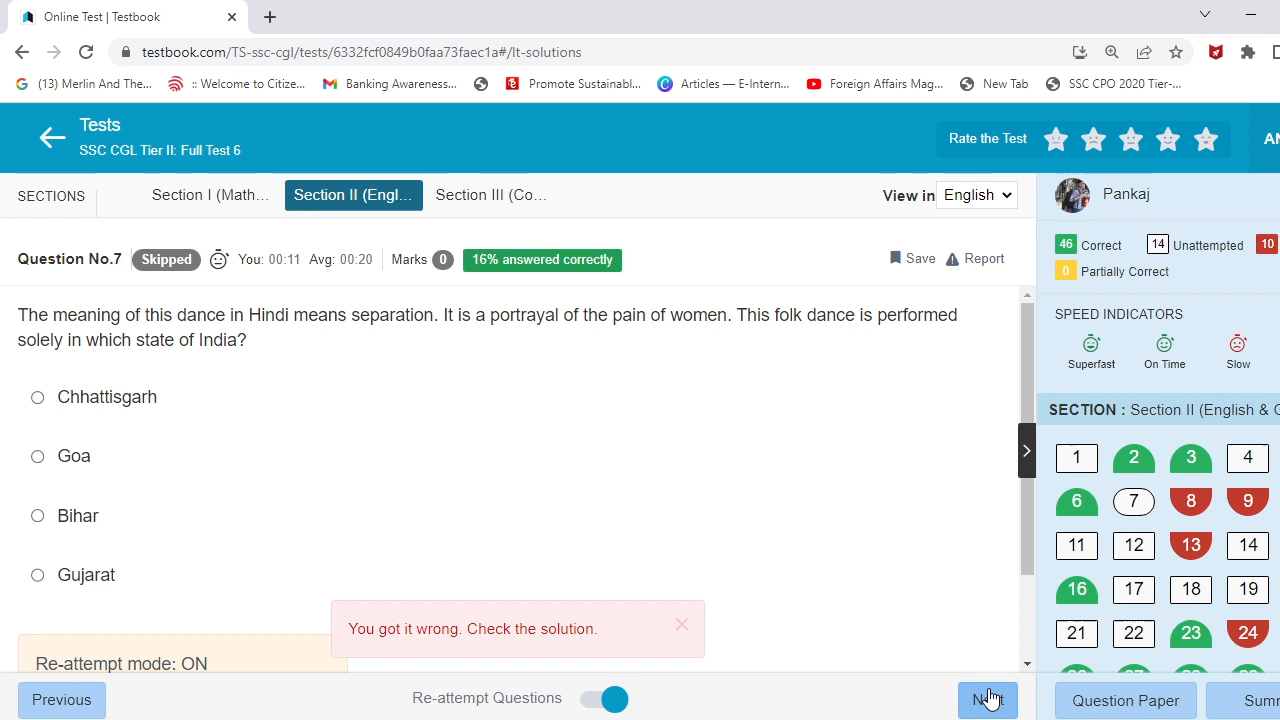 Online Test | Testbook
testbook.com/TS-ssc-cgl/tests/6332fcf0849b0faa73faec1a#/lt-solutions
(13) Merlin And The... :: Welcome to Citize... Banking Awareness... Promote Sustainabl... Articles — E-Intern... Foreign Affairs Mag... New Tab SSC CPO 2020 Tier-...
Tests
SSC CGL Tier II: Full Test 6
Rate the Test
SECTIONS Section I (Math... Section II (Engl... Section III (Co... View in English
Pankaj
Question No.7 Skipped You: 00:11 Avg: 00:20 Marks 0 16% answered correctly Save Report
46 Correct 14 Unattempted 10
0 Partially Correct
The meaning of this dance in Hindi means separation. It is a portrayal of the pain of women. This folk dance is performed
solely in which state of India?
Chhattisgarh
Goa
Bihar
Gujarat
You got it wrong. Check the solution.
Re-attempt mode: ON
Previous Re-attempt Questions
SPEED INDICATORS
Superfast On Time Slow
SECTION : Section II (English &
1 2 3 4
6 7 8 9
11 12 13 14
16 17 18 19
21 22 23 24
Question Paper